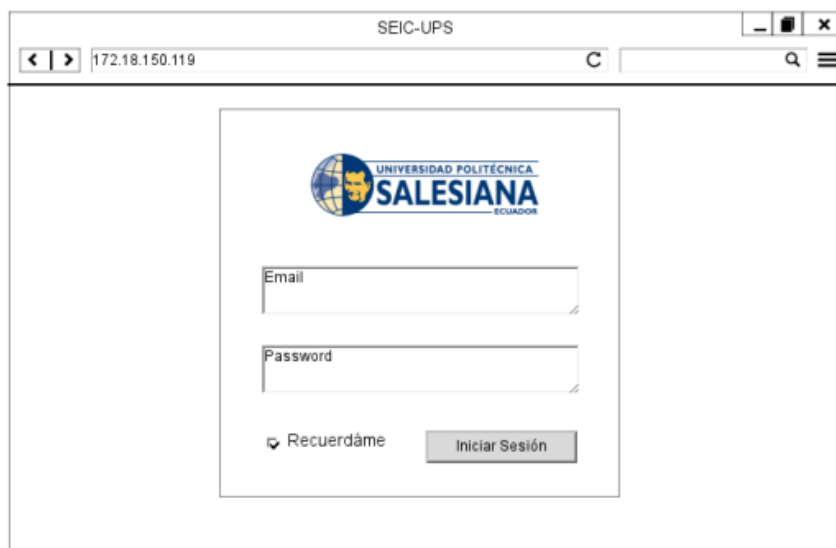 SEIC-UPS
172.18.150.119
UNIVERSIDAD POLITÉCNICA
SALESIANA
ECUADOR
Email
Password
Recuerdáme
Iniciar Sesión